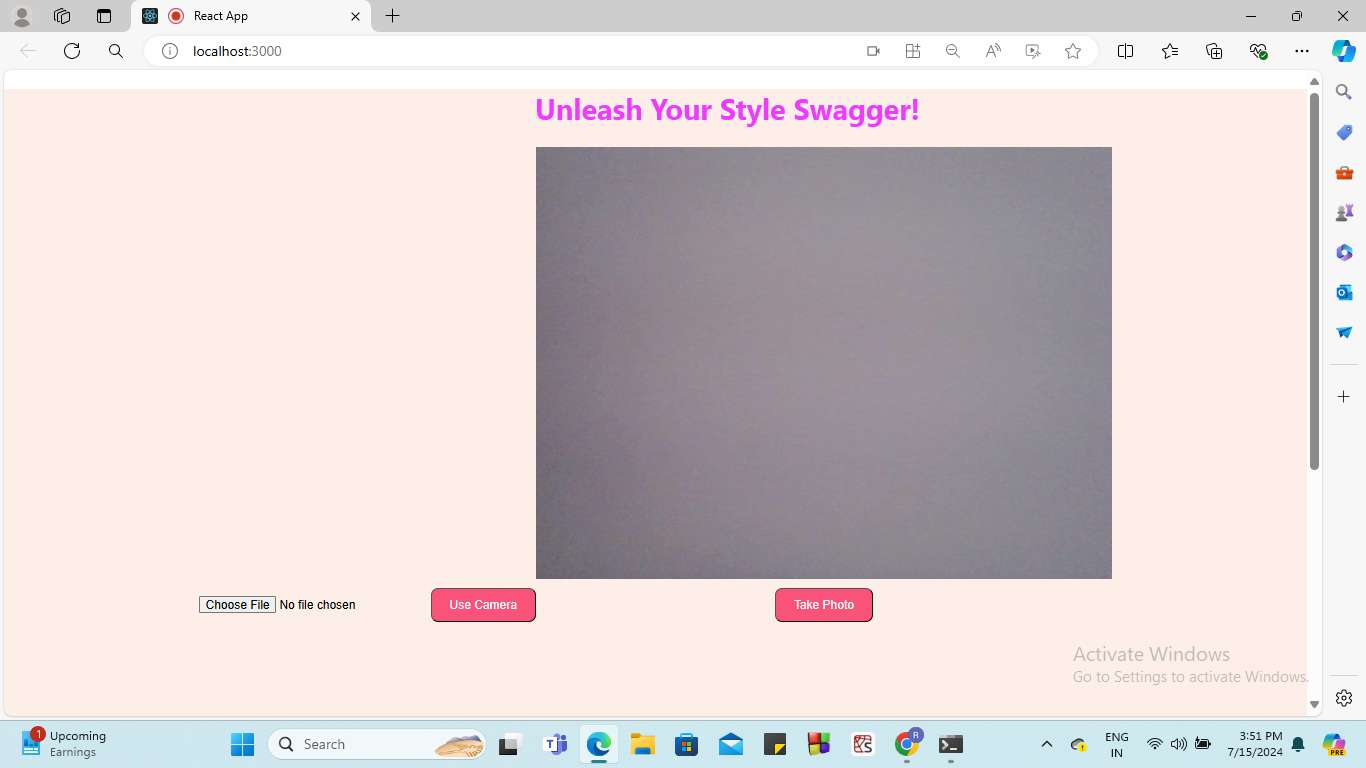 React App
localhost:3000
Unleash Your Style Swagger!
Choose File No file chosen
Use Camera
Take Photo
Activate Windows
Go to Settings to activate Windows.
1
Upcoming
Earnings
Search
R
ENG
IN
3:51 PM
7/15/2024
PRE